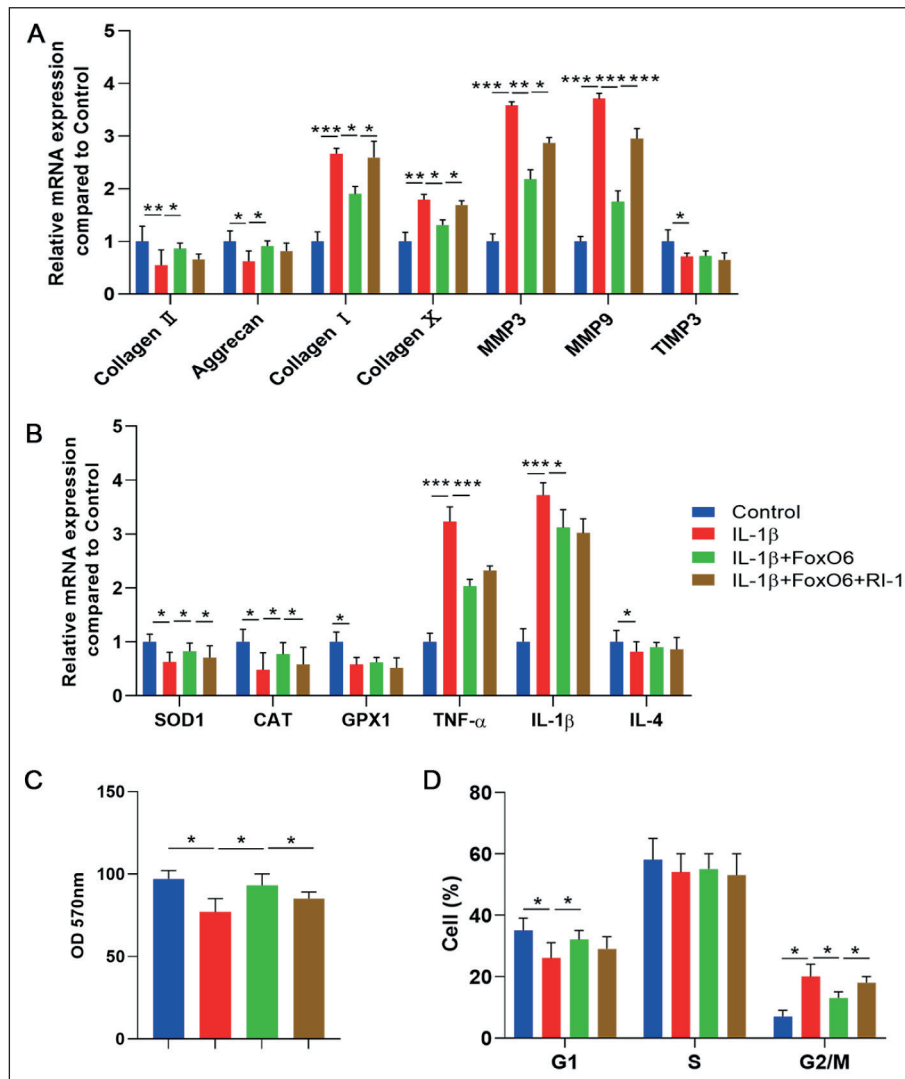 A
Relative mRNA expression
compared to Control
5
4
3
2
1
0
** * * * *** * * ** * * *** ** * *** *** *** *
Collagen Ⅱ
Aggrecan
Collagen Ⅰ
Collagen Ⅹ
MMP3
MMP9
TIMP3
B
Relative mRNA expression
compared to Control
5
4
3
2
1
0
* * * * * * * *** *** *** * *
SOD1
CAT
GPX1
TNF-α
IL-1β
IL-4
Control
IL-1β
IL-1β+FoxO6
IL-1β+FoxO6+RI-1
C
OD 570nm
150
100
50
0
* * *
D
Cell (%)
80
60
40
20
0
* * * * *
G1
S
G2/M